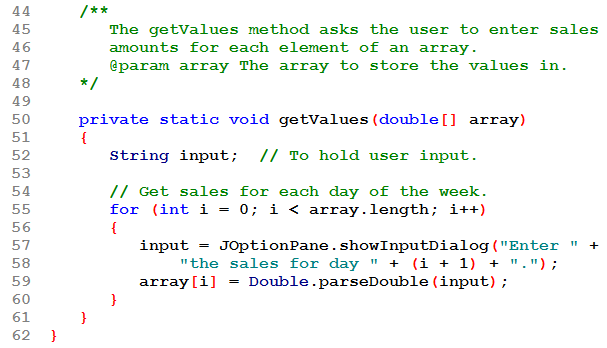 44 /**
45 The getValues method asks the user to enter sales
46 amounts for each element of an array.
47 @param array The array to store the values in.
48 */
49
50 private static void getValues(double[] array)
51 {
52 String input; // To hold user input.
53
54 // Get sales for each day of the week.
55 for (int i = 0; i < array.length; i++)
56 {
57 input = JOptionPane.showInputDialog("Enter " +
58 "the sales for day " + (i + 1) + ".");
59 array[i] = Double.parseDouble(input);
60 }
61 }
62 }